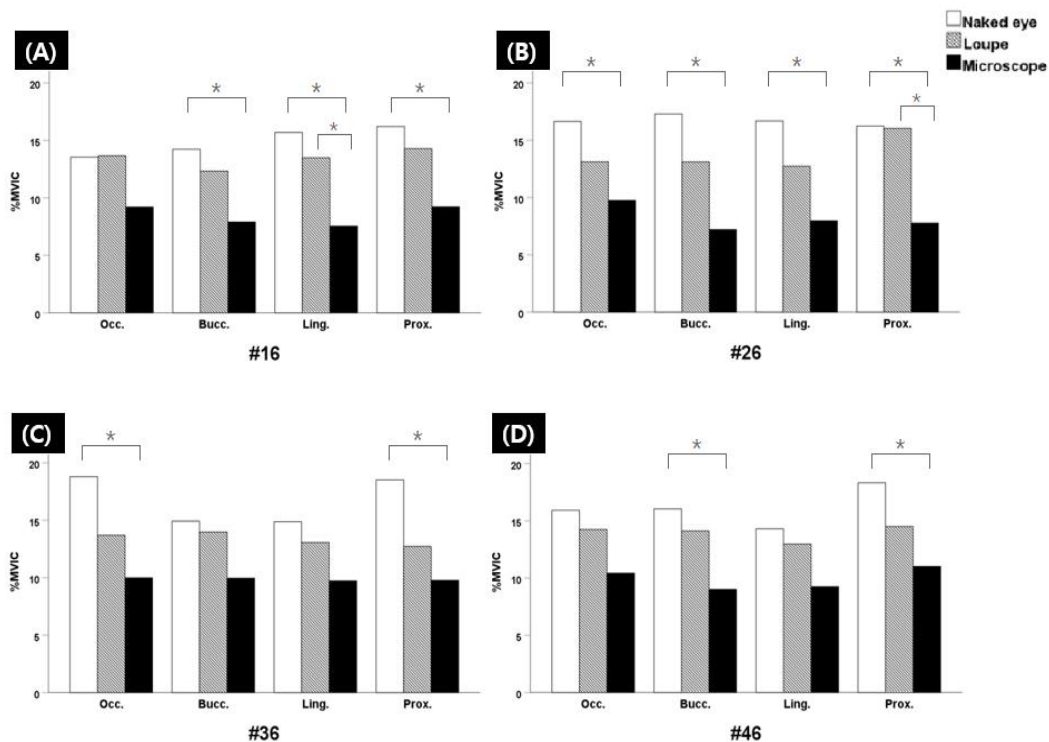 Naked eye
Loupe
Microscope
(A)
* * *
*
20
15
10
5
0
%MVIC
Occ. Bucc. Ling. Prox.
#16
(B)
* * * *
*
20
15
10
5
0
%MVIC
Occ. Bucc. Ling. Prox.
#26
(C)
* *
20
15
10
5
0
%MVIC
Occ. Bucc. Ling. Prox.
#36
(D)
* *
20
15
10
5
0
%MVIC
Occ. Bucc. Ling. Prox.
#46